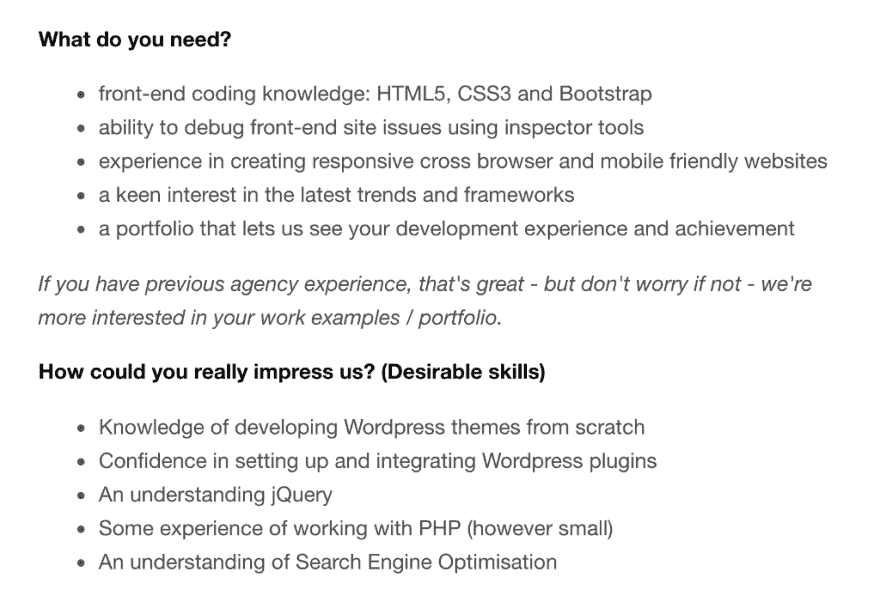 What do you need?
• front-end coding knowledge: HTML5, CSS3 and Bootstrap
• ability to debug front-end site issues using inspector tools
• experience in creating responsive cross browser and mobile friendly websites
• a keen interest in the latest trends and frameworks
• a portfolio that lets us see your development experience and achievement
If you have previous agency experience, that's great - but don't worry if not - we're
more interested in your work examples / portfolio.
How could you really impress us? (Desirable skills)
• Knowledge of developing Wordpress themes from scratch
• Confidence in setting up and integrating Wordpress plugins
• An understanding jQuery
• Some experience of working with PHP (however small)
• An understanding of Search Engine Optimisation